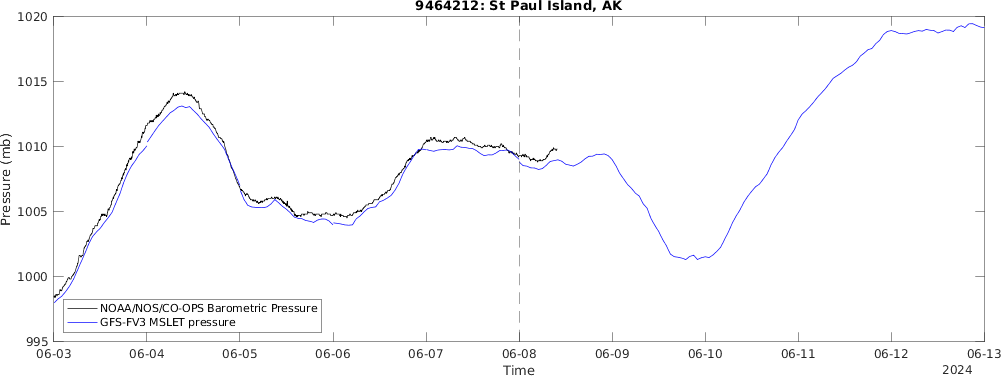 9464212: St Paul Island, AK
1020
1015
1010
1005
1000
995
Pressure (mb)
NOAA/NOS/CO-OPS Barometric Pressure
GFS-FV3 MSLET pressure
06-03 06-04 06-05 06-06 06-07 06-08 06-09 06-10 06-11 06-12 06-13
Time
2024